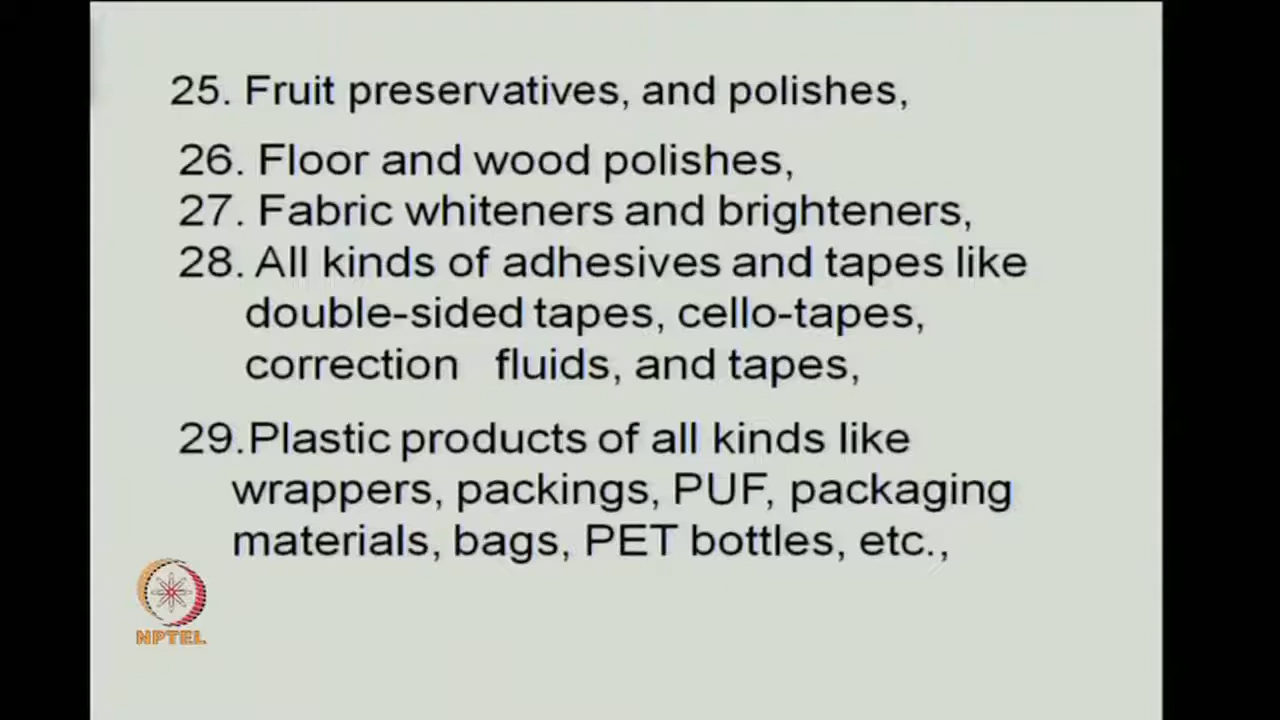 25. Fruit preservatives, and polishes,
26. Floor and wood polishes,
27. Fabric whiteners and brighteners,
28. All kinds of adhesives and tapes like
double-sided tapes, cello-tapes,
correction fluids, and tapes,
29.Plastic products of all kinds like
wrappers, packings, PUF, packaging
materials, bags, PET bottles, etc.,
NPTEL